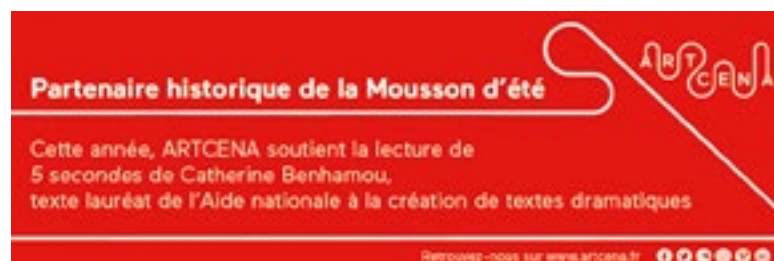 ARTCENA
Partenaire historique de la Mousson d'été
Cette année, ARTCENA soutient la lecture de
5 secondes de Catherine Benhamou,
texte lauréat de l'Aide nationale à la création de textes dramatiques
Retrouvez-nous sur www.artcena.fr